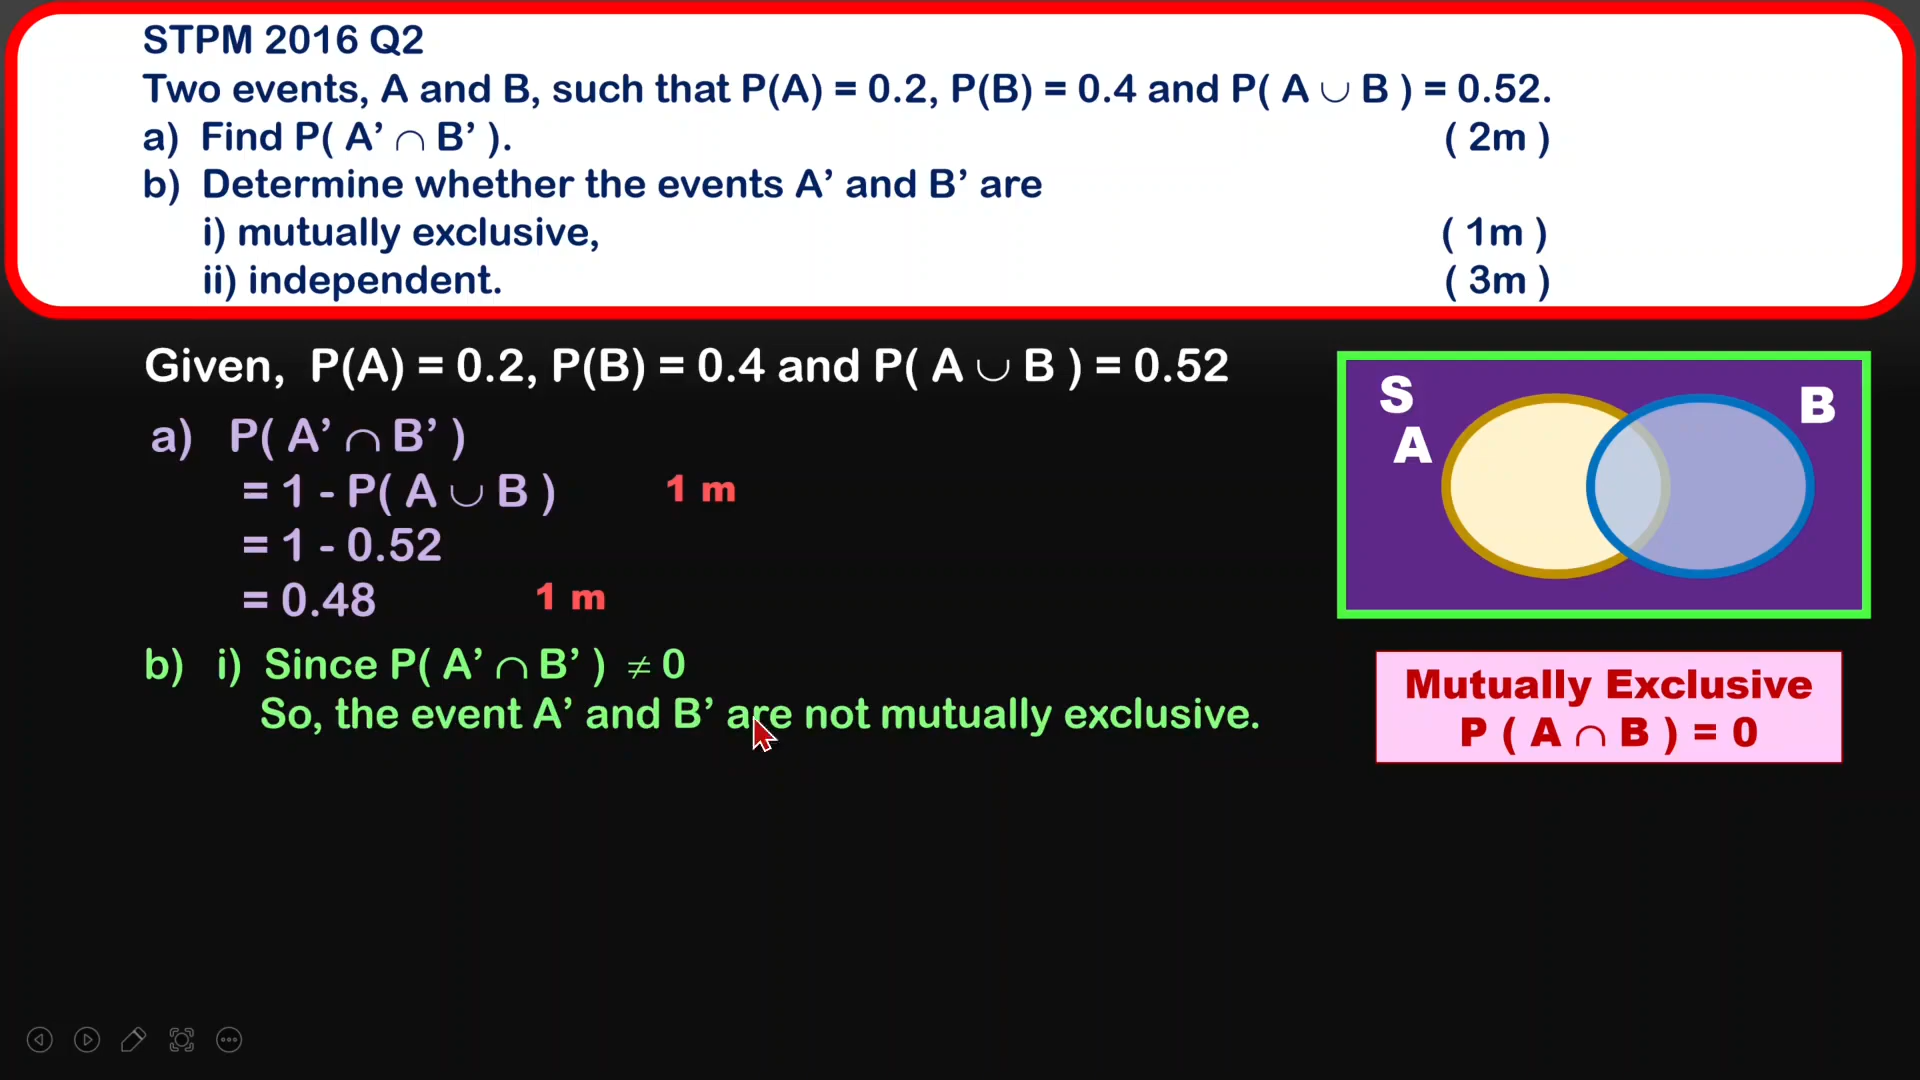 STPM 2016 Q2
Two events, A and B, such that P(A) = 0.2, P(B) = 0.4 and P( A ∪ B ) = 0.52.
a) Find P( A’ ∩ B’ ). ( 2m )
b) Determine whether the events A’ and B’ are
i) mutually exclusive, ( 1m )
ii) independent. ( 3m )
Given, P(A) = 0.2, P(B) = 0.4 and P( A ∪ B ) = 0.52
a) P( A’ ∩ B’ )
= 1 - P( A ∪ B ) 1 m
= 1 - 0.52
= 0.48 1 m
b) i) Since P( A’ ∩ B’ ) ≠ 0
So, the event A’ and B’ are not mutually exclusive.
S
A
B
Mutually Exclusive
P ( A ∩ B ) = 0